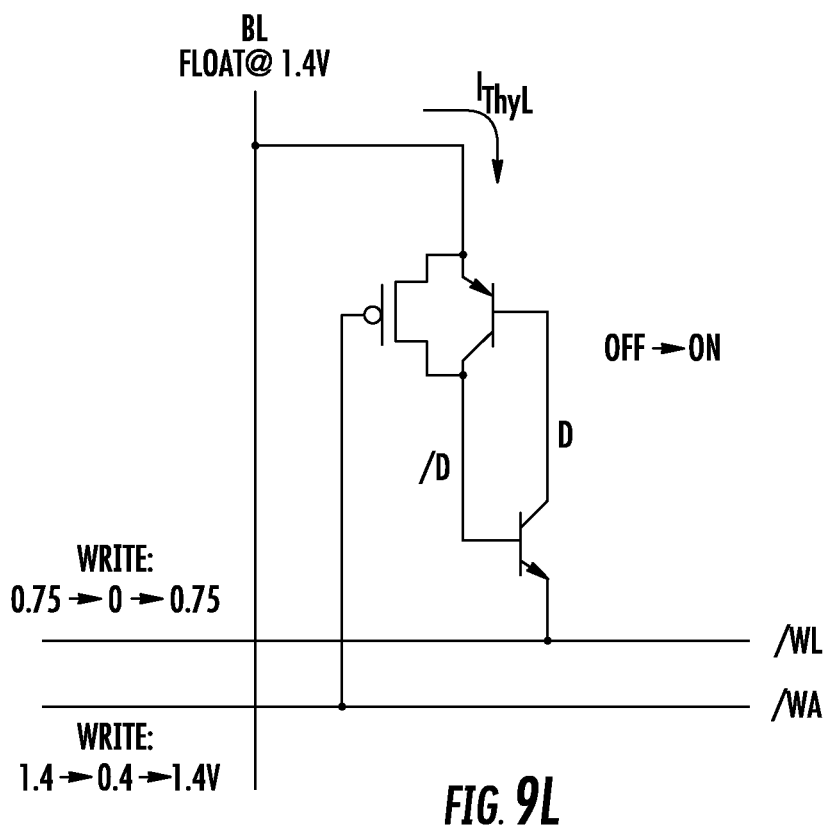 BL
FLOAT@ 1.4V
IThyL
OFF → ON
D
/D
WRITE:
0.75 → 0 → 0.75
/WL
/WA
WRITE:
1.4 → 0.4 → 1.4V
FIG. 9L